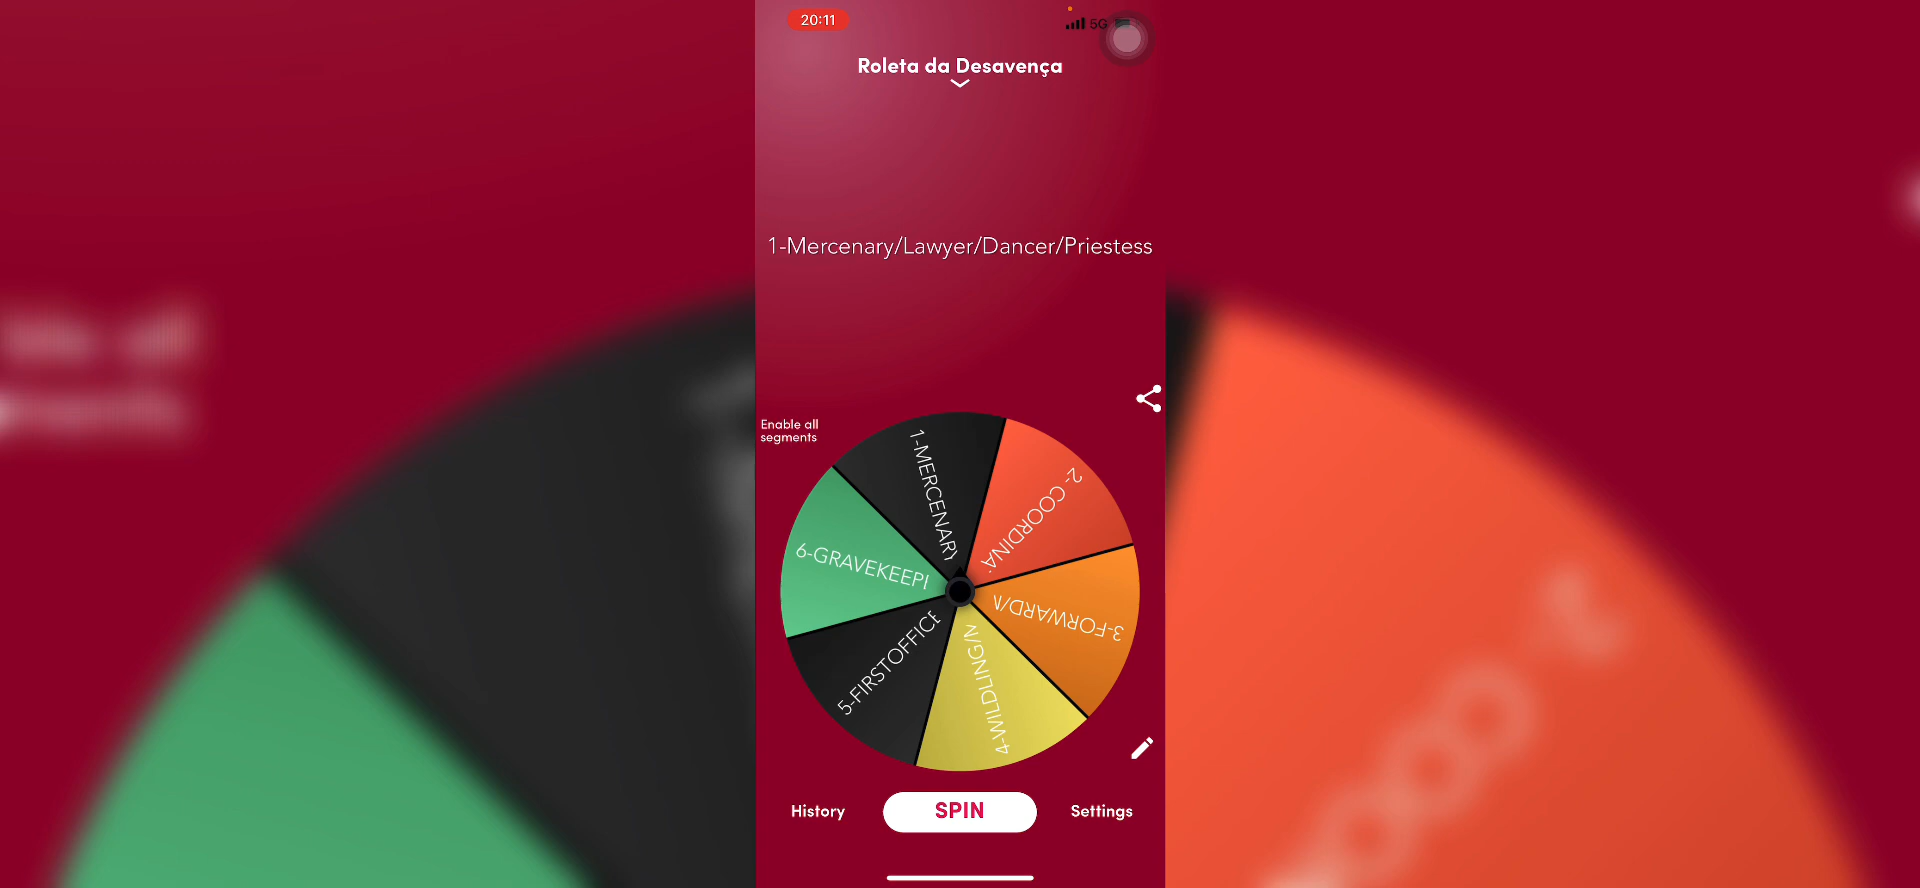 20:11
5G
Roleta da Desavença
1-Mercenary/Lawyer/Dancer/Priestess
Enable all
segments
1-MERCENARY
2- COORDINA
3-FORWARD/
4-WILDLING/
5-FIRSTOFFICE
6-GRAVEKEEP
History
SPIN
Settings